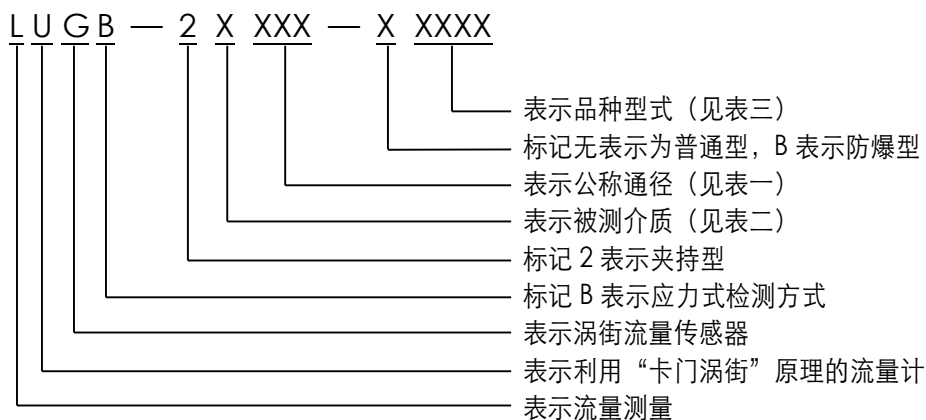 L U G B — 2 X XXX — X XXXX
表示品种型式（见表三）
标记无表示为普通型，B 表示防爆型
表示公称通径（见表一）
表示被测介质（见表二）
标记 2 表示夹持型
标记 B 表示应力式检测方式
表示涡街流量传感器
表示利用“卡门涡街”原理的流量计
表示流量测量